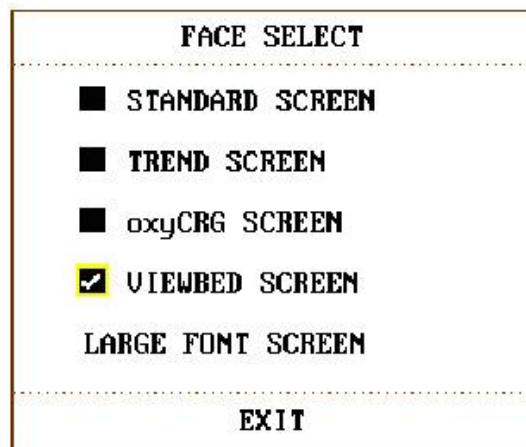 FACE SELECT
STANDARD SCREEN
TREND SCREEN
oxyCRG SCREEN
VIEWBED SCREEN
LARGE FONT SCREEN
EXIT